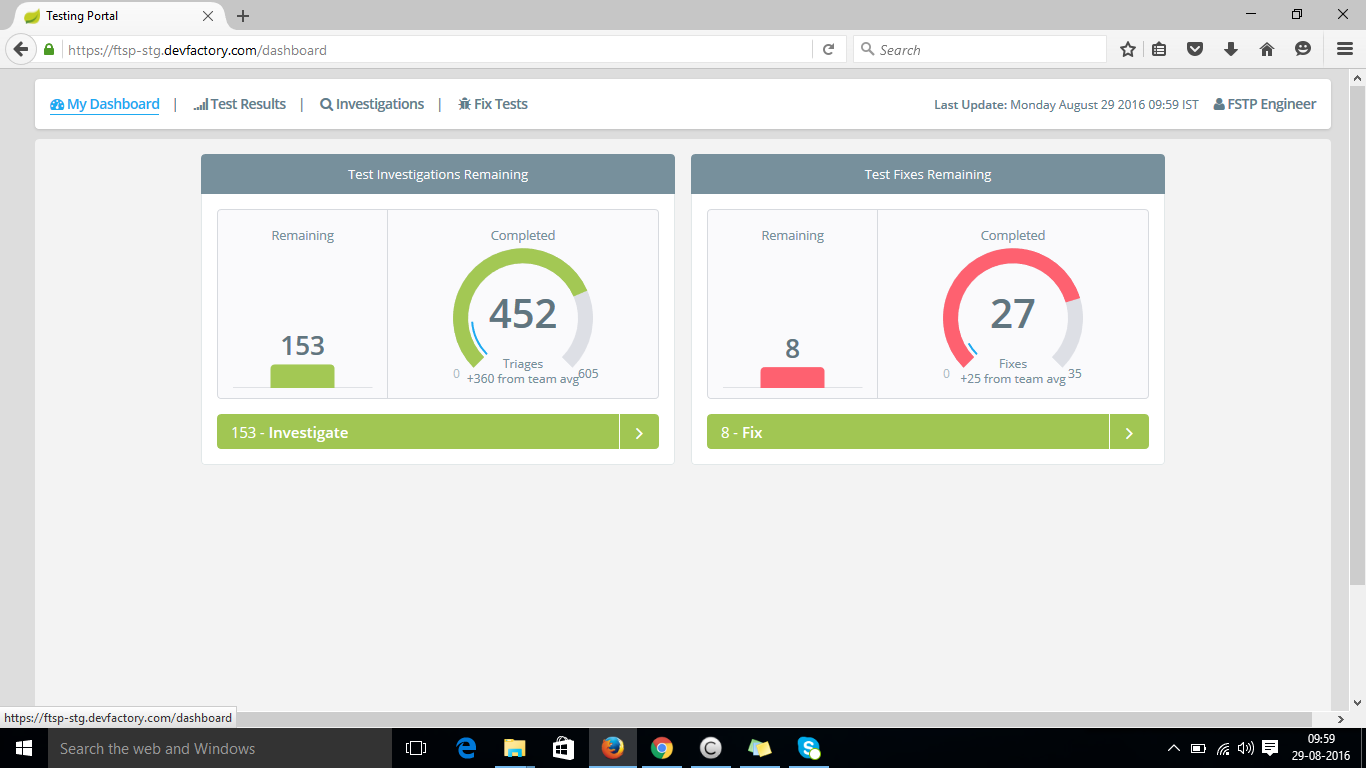 Testing Portal
https://ftsp-stg.devfactory.com/dashboard
Search
My Dashboard | Test Results | Investigations | Fix Tests
Last Update: Monday August 29 2016 09:59 IST FSTP Engineer
Test Investigations Remaining
Remaining
Completed
153
452
Triages
+360 from team avg
0
605
153 - Investigate
Test Fixes Remaining
Remaining
Completed
8
27
Fixes
+25 from team avg
0
35
8 - Fix
https://ftsp-stg.devfactory.com/dashboard
Search the web and Windows
09:59
29-08-2016